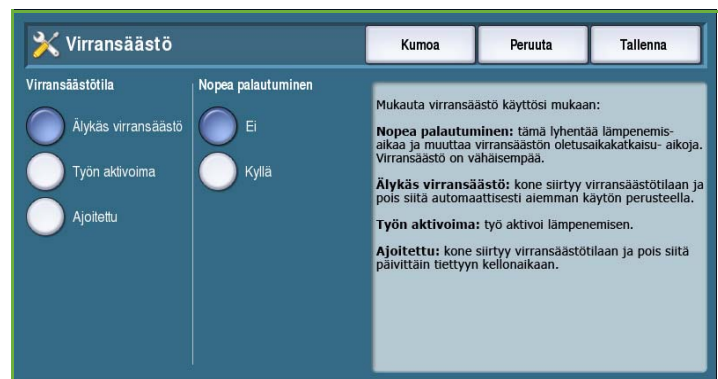 Virransäästö
Kumoa
Peruuta
Tallenna
Virransäästötila
Älykäs virransäästö
Työn aktivoima
Ajoitettu
Nopea palautuminen
Ei
Kyllä
Mukauta virransäästö käyttösi mukaan:
Nopea palautuminen: tämä lyhentää lämpenemis-
aikaa ja muuttaa virransäästön oletusaikakatkaisu- aikoja.
Virransäästö on vähäisempää.
Älykäs virransäästö: kone siirtyy virransäästötilaan ja
pois siitä automaattisesti aiemman käytön perusteella.
Työn aktivoima: työ aktivoi lämpenemisen.
Ajoitettu: kone siirtyy virransäästötilaan ja pois siitä
päivittäin tiettyyn kellonaikaan.